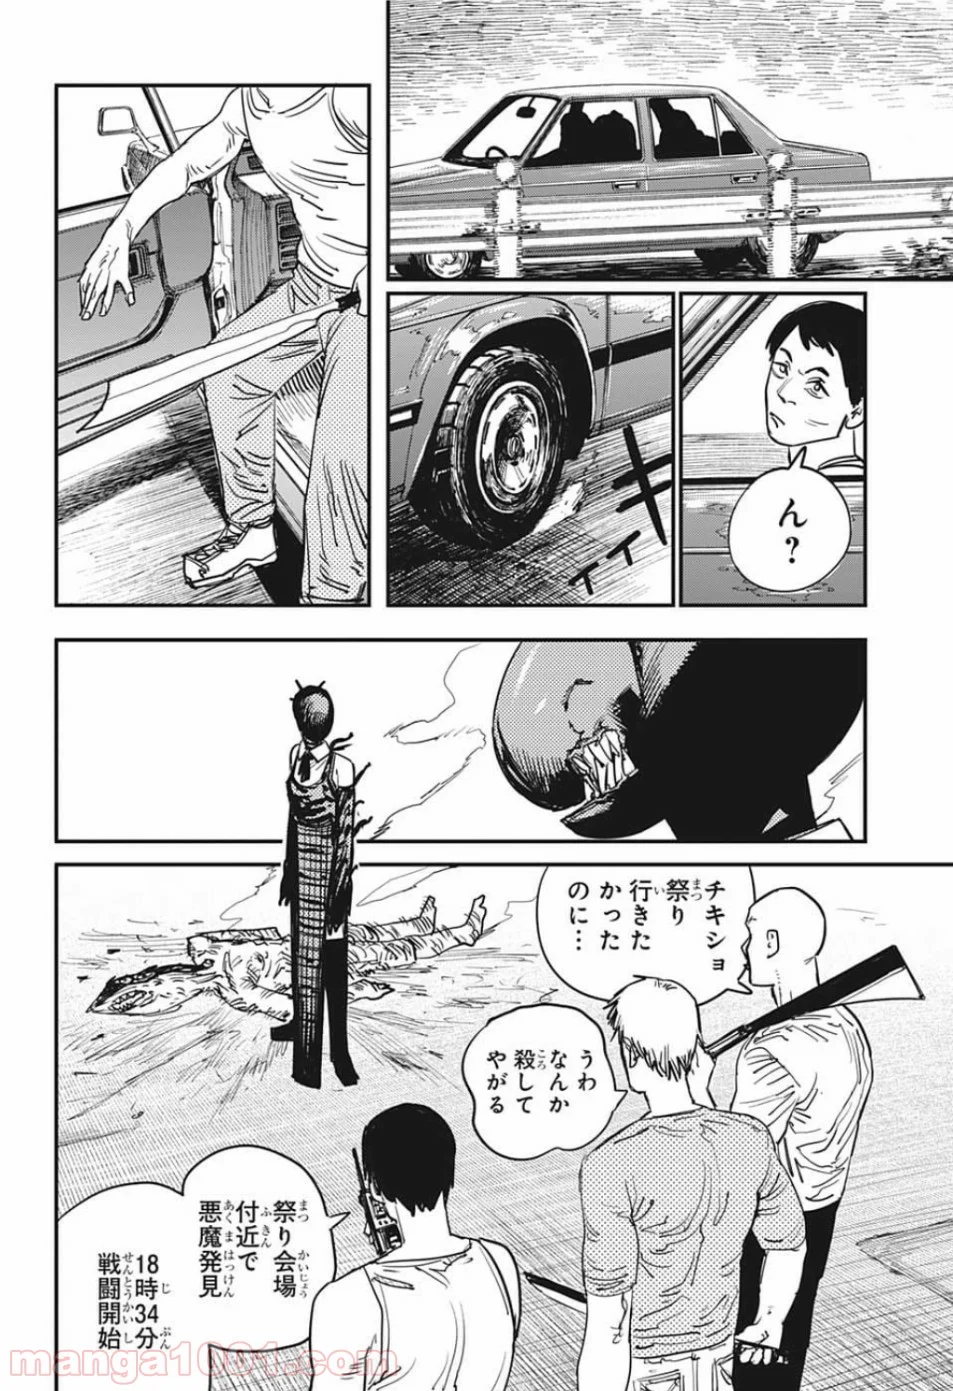 ん？
キィィ
チキショ
祭り
行きた
かった
のに…
うわ
なんか
殺して
やがる
祭り会場
付近で
悪魔発見
18時34分
戦闘開始
manga1001.com